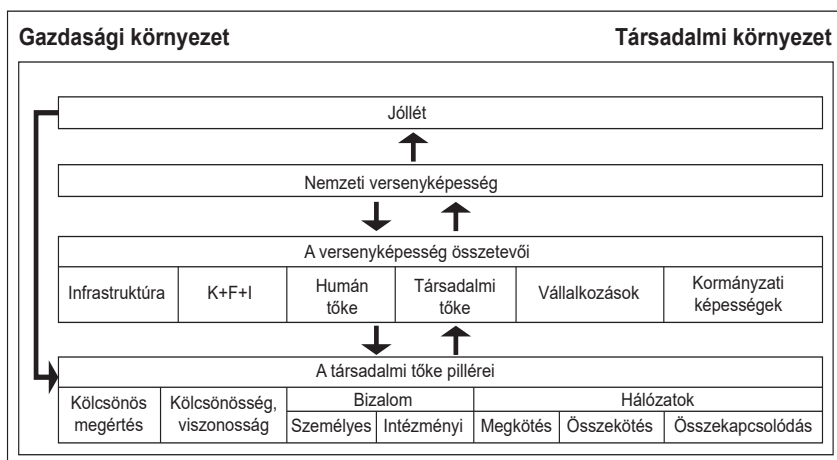 Gazdasági környezet
Társadalmi környezet
Jóllét
Nemzeti versenyképesség
A versenyképesség összetevői
Infrastruktúra
K+F+I
Humán
tőke
Társadalmi
tőke
Vállalkozások
Kormányzati
képességek
A társadalmi tőke pillérei
Kölcsönös
megértés
Kölcsönösség,
viszonosság
Bizalom
Személyes
Intézményi
Hálózatok
Megkötés
Összekötés
Összekapcsolódás